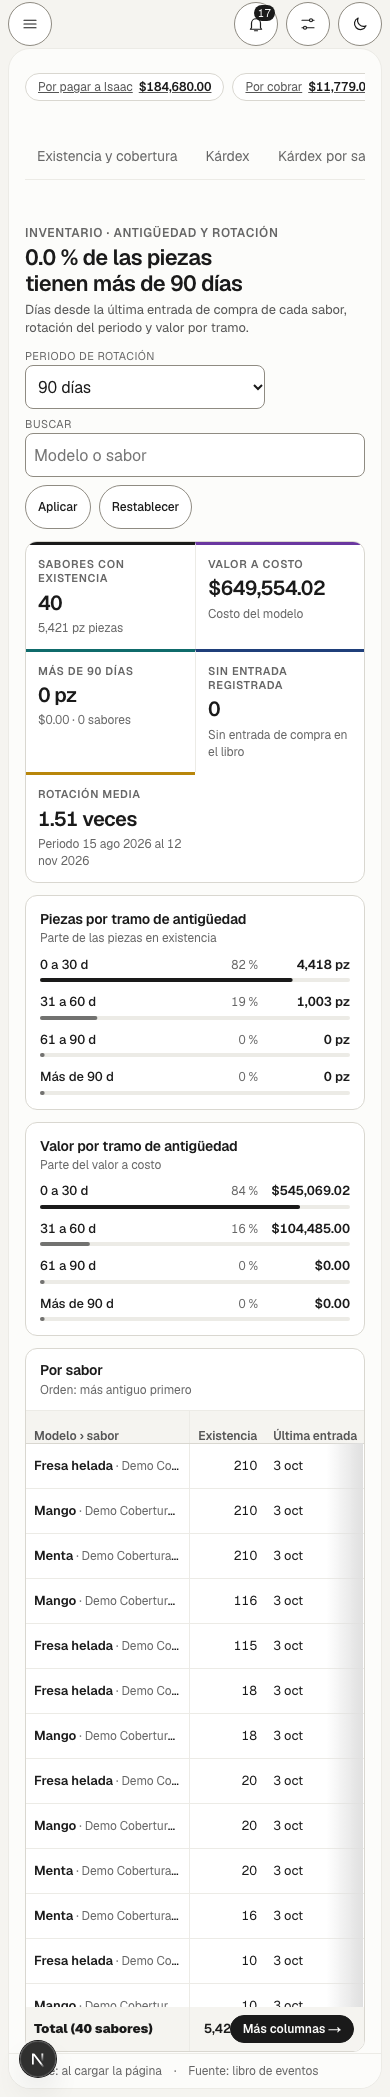 17
Por pagar a Isaac $184,680.00 Por cobrar $11,779.0
Existencia y cobertura Kárdex Kárdex por sa
INVENTARIO · ANTIGÜEDAD Y ROTACIÓN
0.0 % de las piezas
tienen más de 90 días
Días desde la última entrada de compra de cada sabor,
rotación del periodo y valor por tramo.
PERIODO DE ROTACIÓN
90 días
BUSCAR
Modelo o sabor
Aplicar Restablecer
SABORES CON
EXISTENCIA
40
5,421 pz piezas
VALOR A COSTO
$649,554.02
Costo del modelo
MÁS DE 90 DÍAS
0 pz
$0.00 · 0 sabores
SIN ENTRADA
REGISTRADA
0
Sin entrada de compra en
el libro
ROTACIÓN MEDIA
1.51 veces
Periodo 15 ago 2026 al 12
nov 2026
Piezas por tramo de antigüedad
Parte de las piezas en existencia
0 a 30 d 82 % 4,418 pz
31 a 60 d 19 % 1,003 pz
61 a 90 d 0 % 0 pz
Más de 90 d 0 % 0 pz
Valor por tramo de antigüedad
Parte del valor a costo
0 a 30 d 84 % $545,069.02
31 a 60 d 16 % $104,485.00
61 a 90 d 0 % $0.00
Más de 90 d 0 % $0.00
Por sabor
Orden: más antiguo primero
Modelo › sabor Existencia Última entrada
Fresa helada · Demo Co… 210 3 oct
Mango · Demo Cobertur… 210 3 oct
Menta · Demo Cobertura… 210 3 oct
Mango · Demo Cobertur… 116 3 oct
Fresa helada · Demo Co… 115 3 oct
Fresa helada · Demo Co… 18 3 oct
Mango · Demo Cobertur… 18 3 oct
Fresa helada · Demo Co… 20 3 oct
Mango · Demo Cobertur… 20 3 oct
Menta · Demo Cobertura… 20 3 oct
Menta · Demo Cobertura… 16 3 oct
Fresa helada · Demo Co… 10 3 oct
Mango · Demo Cobertur… 10 3 oct
Total (40 sabores) 5,42 Más columnas →
N
al cargar la página · Fuente: libro de eventos